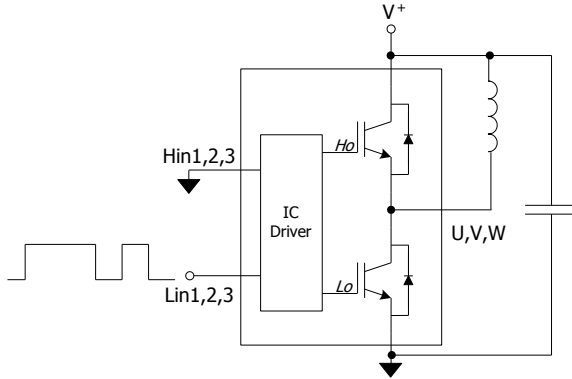 V+
Hin1,2,3
Ho
IC
Driver
U,V,W
Lin1,2,3
Lo